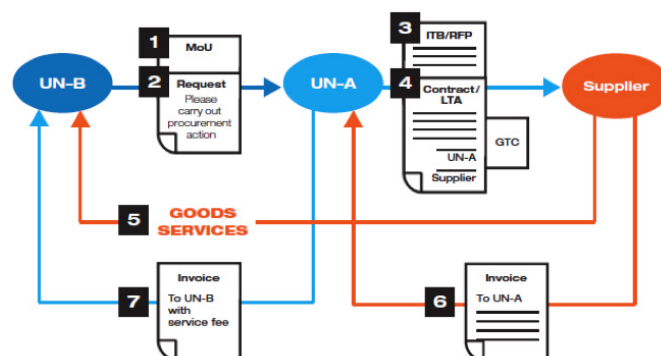 1
MoU
2
Request
Please
carry out
procurement
action
UN-B
UN-A
3
ITB/RFP
4
Contract/
LTA
UN-A
Supplier
GTC
Supplier
5
GOODS
SERVICES
7
Invoice
To UN-B
with
service fee
6
Invoice
To UN-A